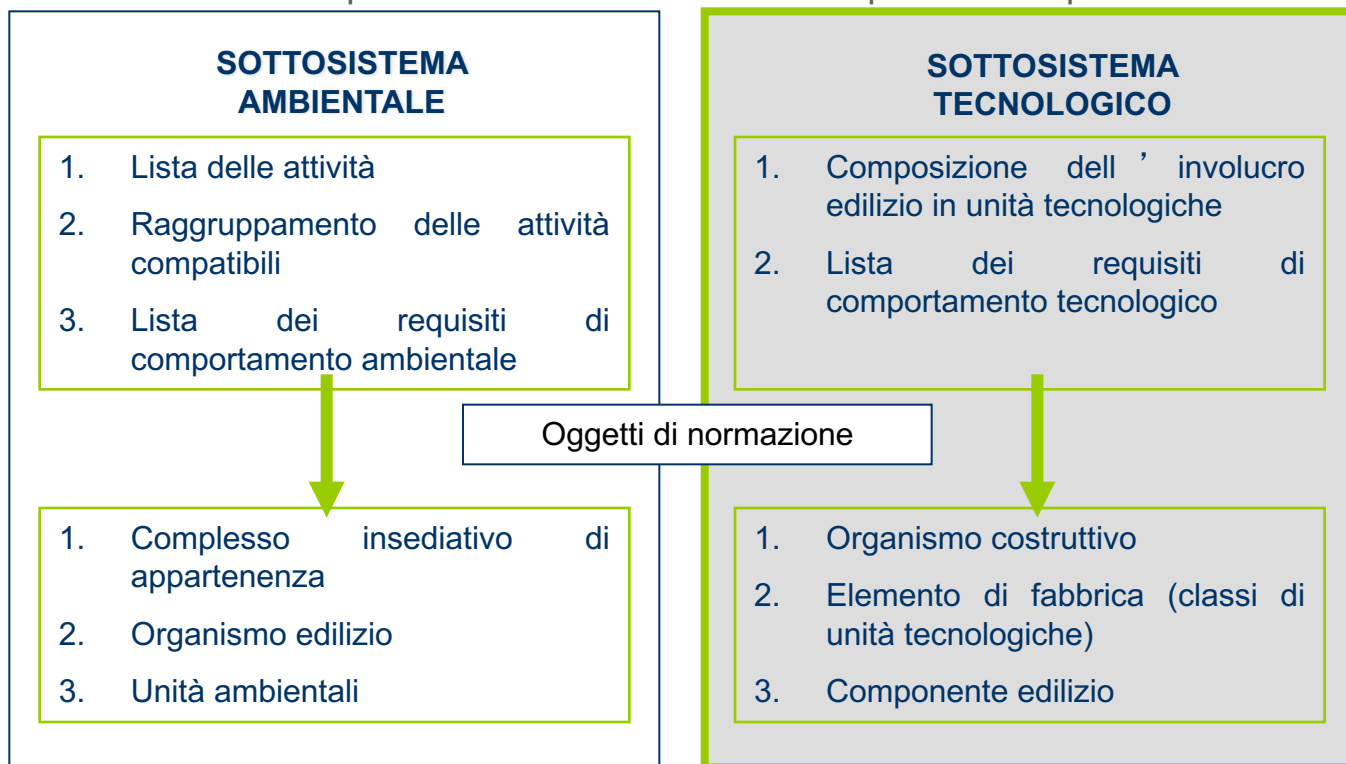 SOTTOSISTEMA
AMBIENTALE
1. Lista delle attività
2. Raggruppamento delle attività
compatibili
3. Lista dei requisiti di
comportamento ambientale
SOTTOSISTEMA
TECNOLOGICO
1. Composizione dell ’ involucro
edilizio in unità tecnologiche
2. Lista dei requisiti di
comportamento tecnologico
Oggetti di normazione
1. Complesso insediativo di
appartenenza
2. Organismo edilizio
3. Unità ambientali
1. Organismo costruttivo
2. Elemento di fabbrica (classi di
unità tecnologiche)
3. Componente edilizio